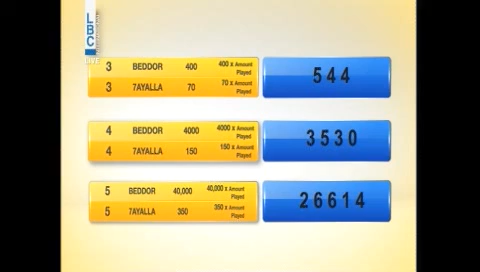 LBC
LIVE
3 BEDDOR 400 400 x Amount Played
3 7AYALLA 70 70 x Amount Played
544
4 BEDDOR 4000 4000 x Amount Played
4 7AYALLA 150 150 x Amount Played
3530
5 BEDDOR 40,000 40,000 x Amount Played
5 7AYALLA 350 350 x Amount Played
26614